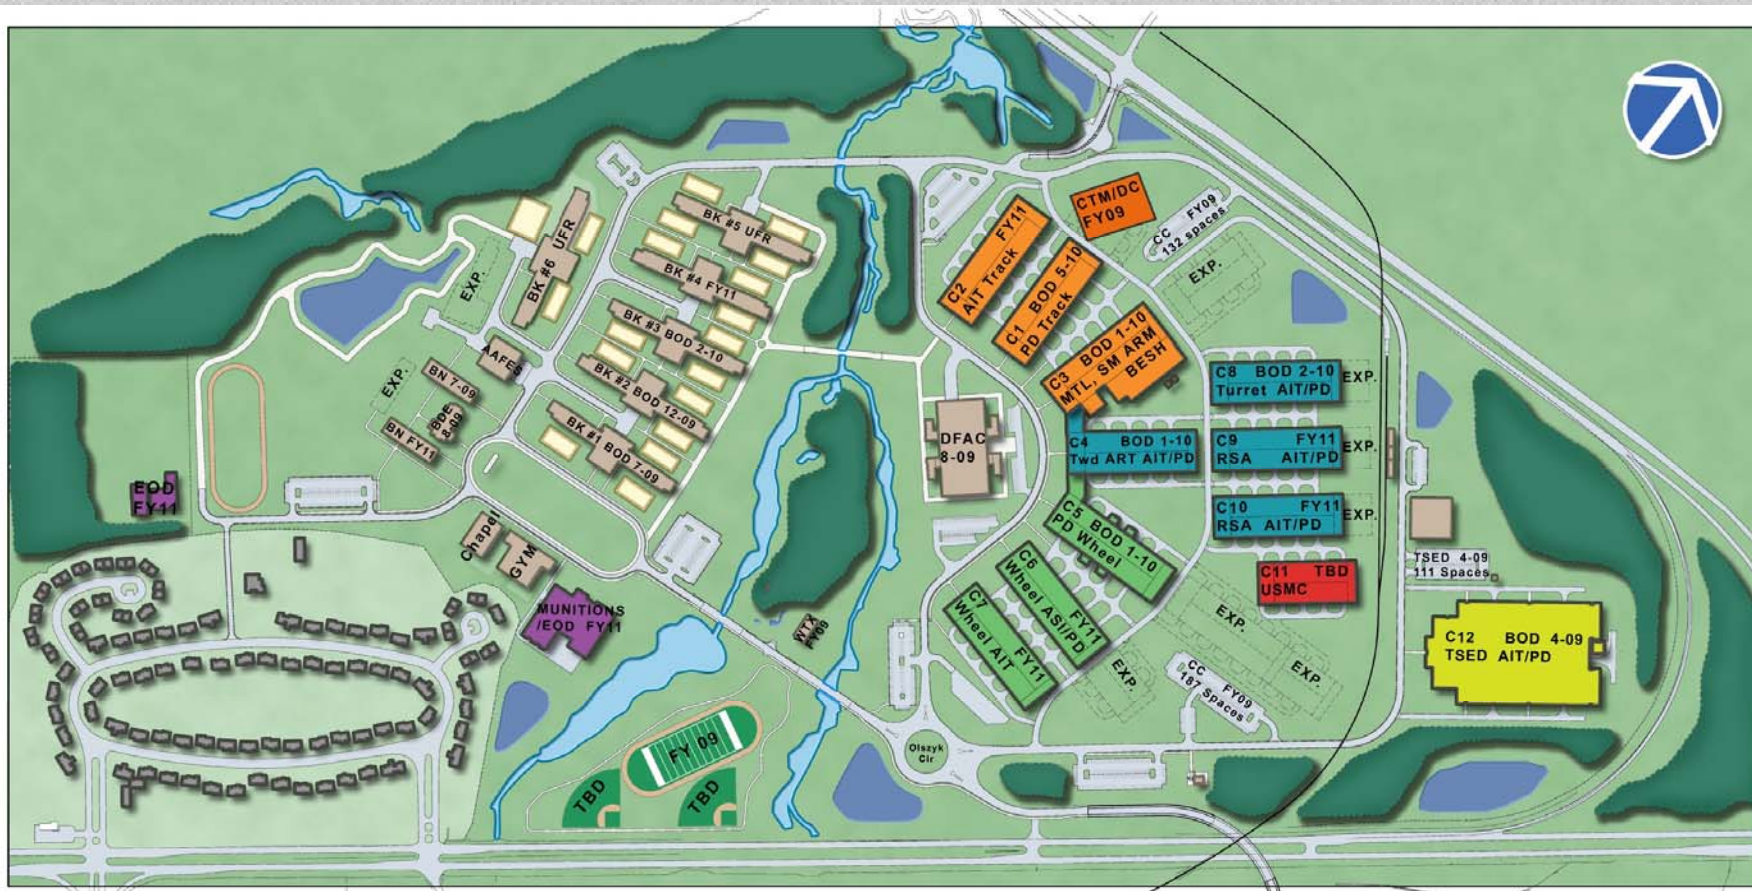 BK #5 UFR
BK #6 UFR
BK #4 FY11
EXP.
BK #3 BOD 2-10
AAFES
BK #2 BOD 12-09
EXP.
BN 7-09
BDE
8-09
BN FY11
BK #1 BOD 7-09
EOD
FY11
Chapel
GYM
MUNITIONS
/EOD FY11
WTX
FY09
FY 09
TBD
TBD
CTM/DC
FY09
CC FY09
132 spaces
EXP.
C2 FY11
AIT Track
C1 BOD 5-10
PD Track
C3 BOD 1-10
MTL, SM ARM
BESH
C8 BOD 2-10
Turret AIT/PD
EXP.
DFAC
8-09
C4 BOD 1-10
Twd ART AIT/PD
C9 FY11
RSA AIT/PD
EXP.
C10 FY11
RSA AIT/PD
EXP.
C5 BOD 1-10
PD Wheel
C6 FY11
Wheel ASI/PD
C7 FY11
Wheel AIT
C11 TBD
USMC
TSED 4-09
111 Spaces
C12 BOD 4-09
TSED AIT/PD
EXP.
EXP.
EXP.
CC FY09
187 Spaces
Olszyk
Cir